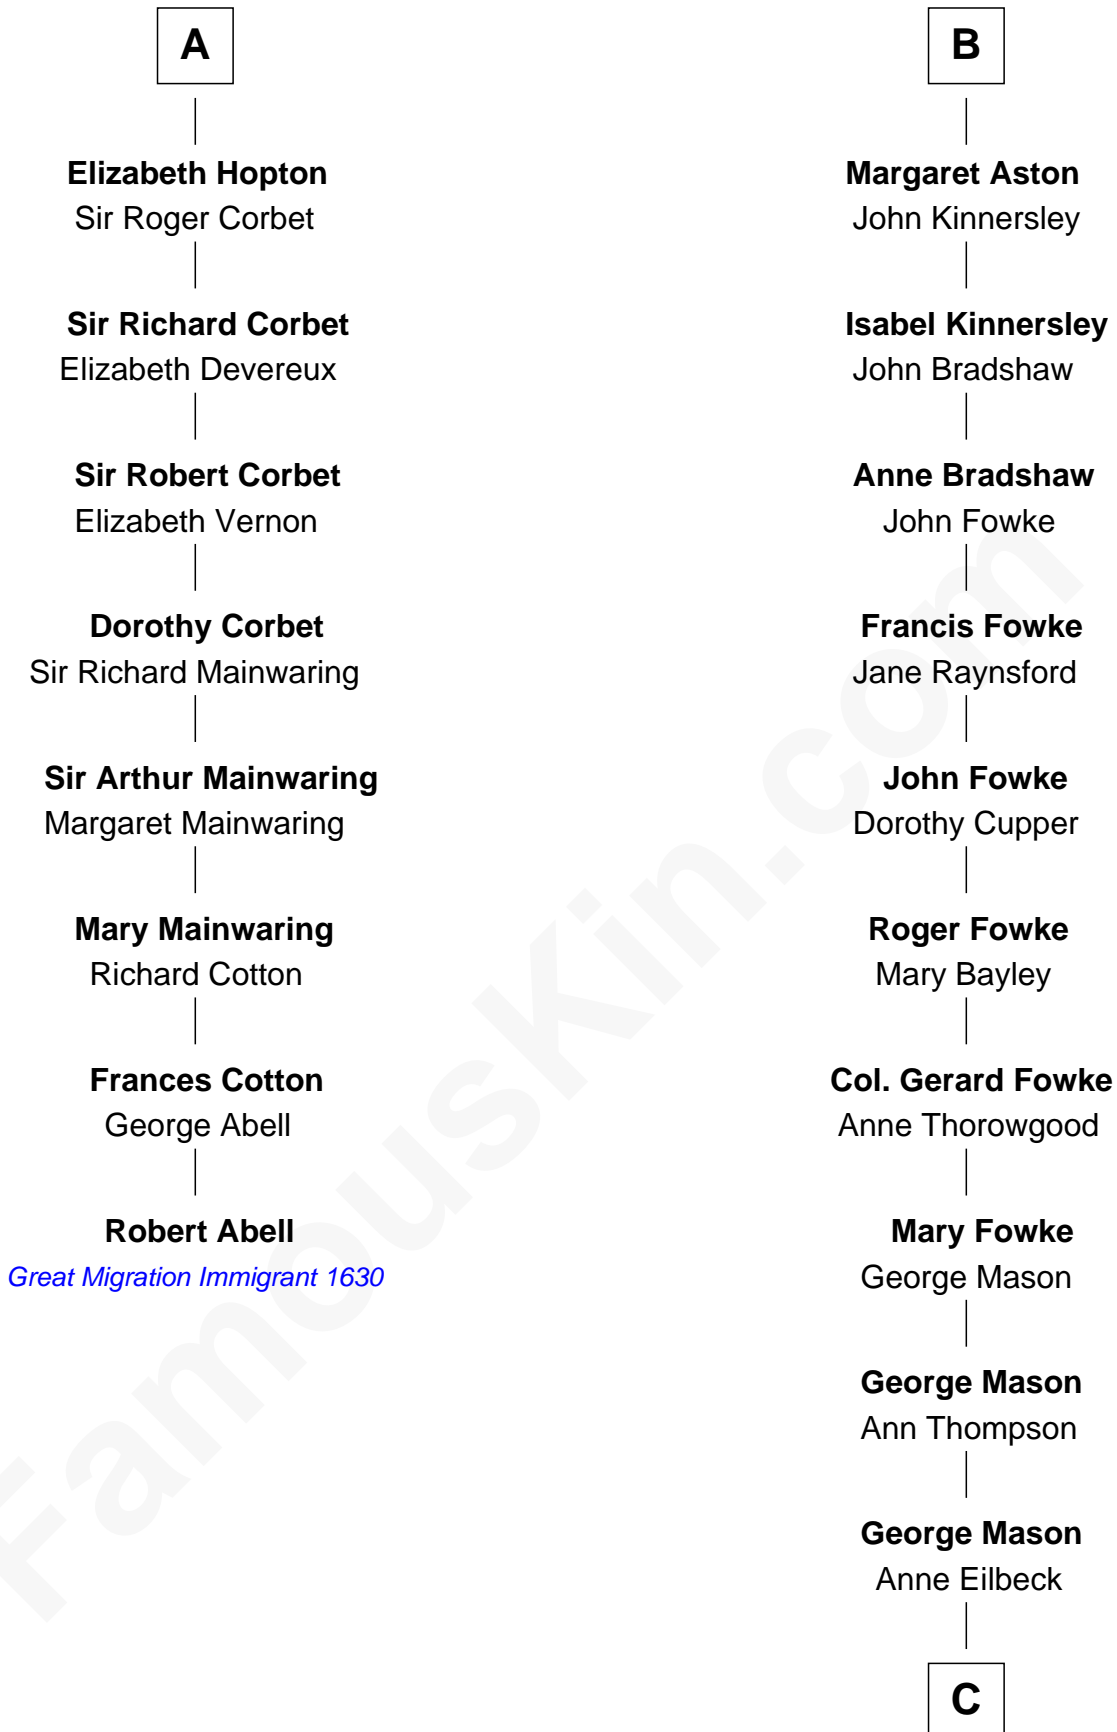 A
Elizabeth Hopton
Sir Roger Corbet
Sir Richard Corbet
Elizabeth Devereux
Sir Robert Corbet
Elizabeth Vernon
Dorothy Corbet
Sir Richard Mainwaring
Sir Arthur Mainwaring
Margaret Mainwaring
Mary Mainwaring
Richard Cotton
Frances Cotton
George Abell
Robert Abell
Great Migration Immigrant 1630
B
Margaret Aston
John Kinnersley
Isabel Kinnersley
John Bradshaw
Anne Bradshaw
John Fowke
Francis Fowke
Jane Raynsford
John Fowke
Dorothy Cupper
Roger Fowke
Mary Bayley
Col. Gerard Fowke
Anne Thorowgood
Mary Fowke
George Mason
George Mason
Ann Thompson
George Mason
Anne Eilbeck
C
FamousKin.com